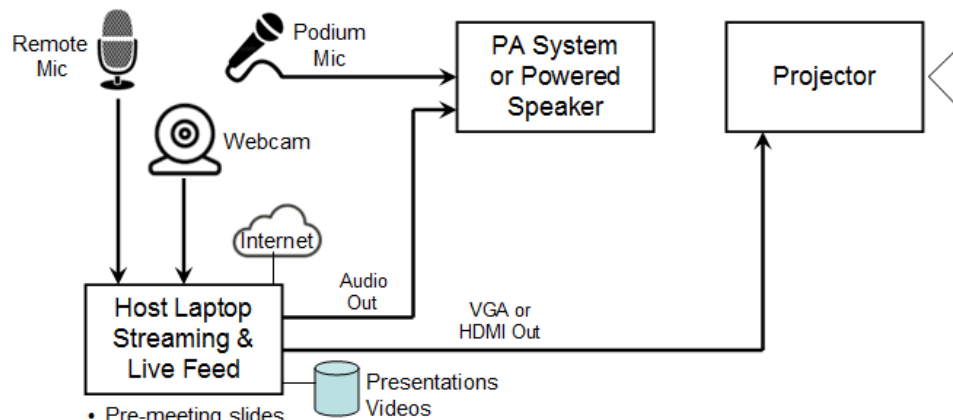 Remote
Mic
Podium
Mic
PA System
or Powered
Speaker
Projector
Webcam
Internet
Audio
Out
VGA or
HDMI Out
Host Laptop
Streaming &
Live Feed
Presentations
Videos
• Pre-meeting slides